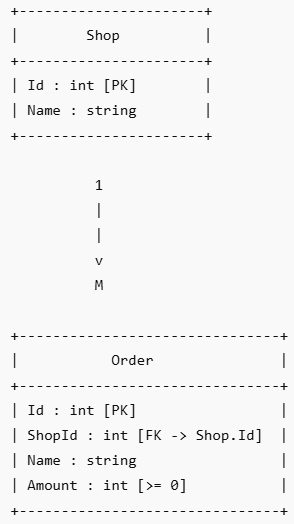 +----------------------+
|        Shop          |
+----------------------+
| Id : int [PK]        |
| Name : string        |
+----------------------+
1
|
|
v
M
+-------------------------------+
|           Order               |
+-------------------------------+
| Id : int [PK]                 |
| ShopId : int [FK -> Shop.Id]  |
| Name : string                 |
| Amount : int [>= 0]           |
+-------------------------------+